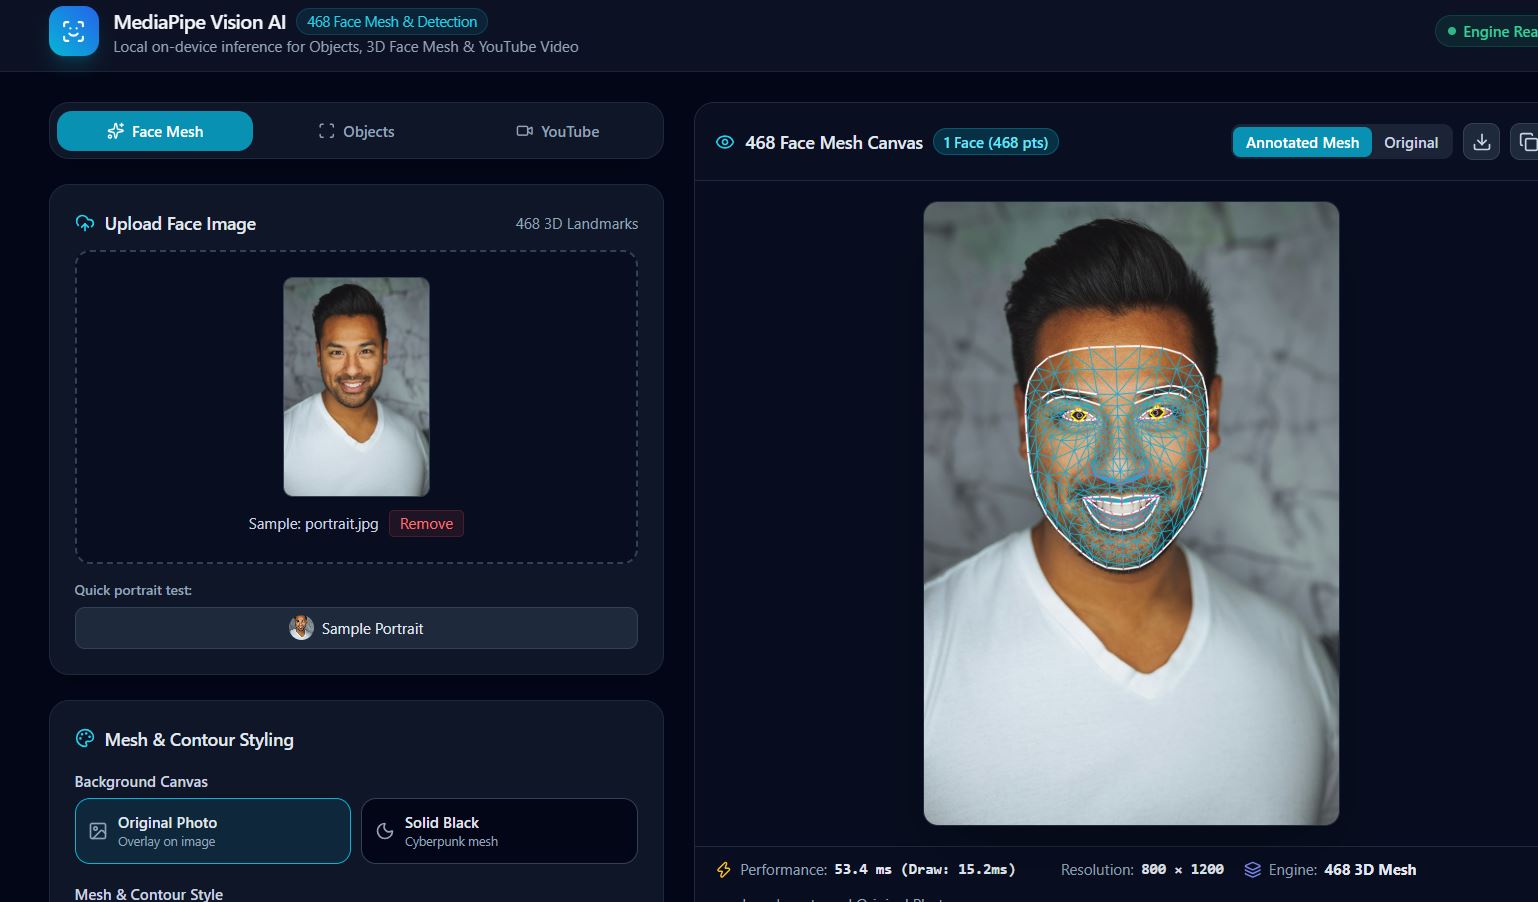 MediaPipe Vision AI
468 Face Mesh & Detection
Local on-device inference for Objects, 3D Face Mesh & YouTube Video
Engine
Face Mesh
Objects
YouTube
Upload Face Image
468 3D Landmarks
Sample: portrait.jpg
Remove
Quick portrait test:
Sample Portrait
Mesh & Contour Styling
Background Canvas
Original Photo
Overlay on image
Solid Black
Cyberpunk mesh
Mesh & Contour Style
468 Face Mesh Canvas
1 Face (468 pts)
Annotated Mesh
Original
Performance: 53.4 ms (Draw: 15.2ms)
Resolution: 800 × 1200
Engine: 468 3D Mesh